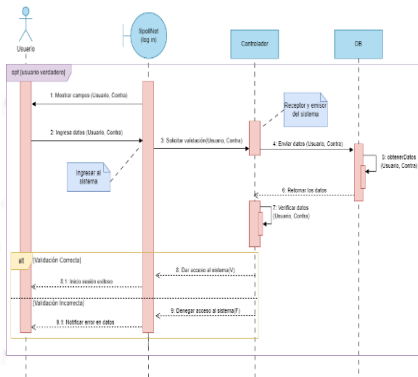 SpotNet
(log in)
Usuario
Controlador
DB
opt [usuario verdadero]
1: Mostrar campos (Usuario, Contra)
Receptor y emisor
del sistema
2: Ingresa datos (Usuario, Contra)
3: Solicitar validación(Usuario, Contra)
4: Enviar datos (Usuario, Contra)
5: obtenerDatos
(Usuario, Contra)
Ingresar al
sistema
6: Retornar los datos
7: Verificar datos
(Usuario, Contra)
alt
[Validación Correcta]
8: Dar acceso al sistema(V)
8.1: Inicio sesión exitoso
[Validación Incorrecta]
9: Denegar acceso al sistema(F)
9.1: Notificar error en datos